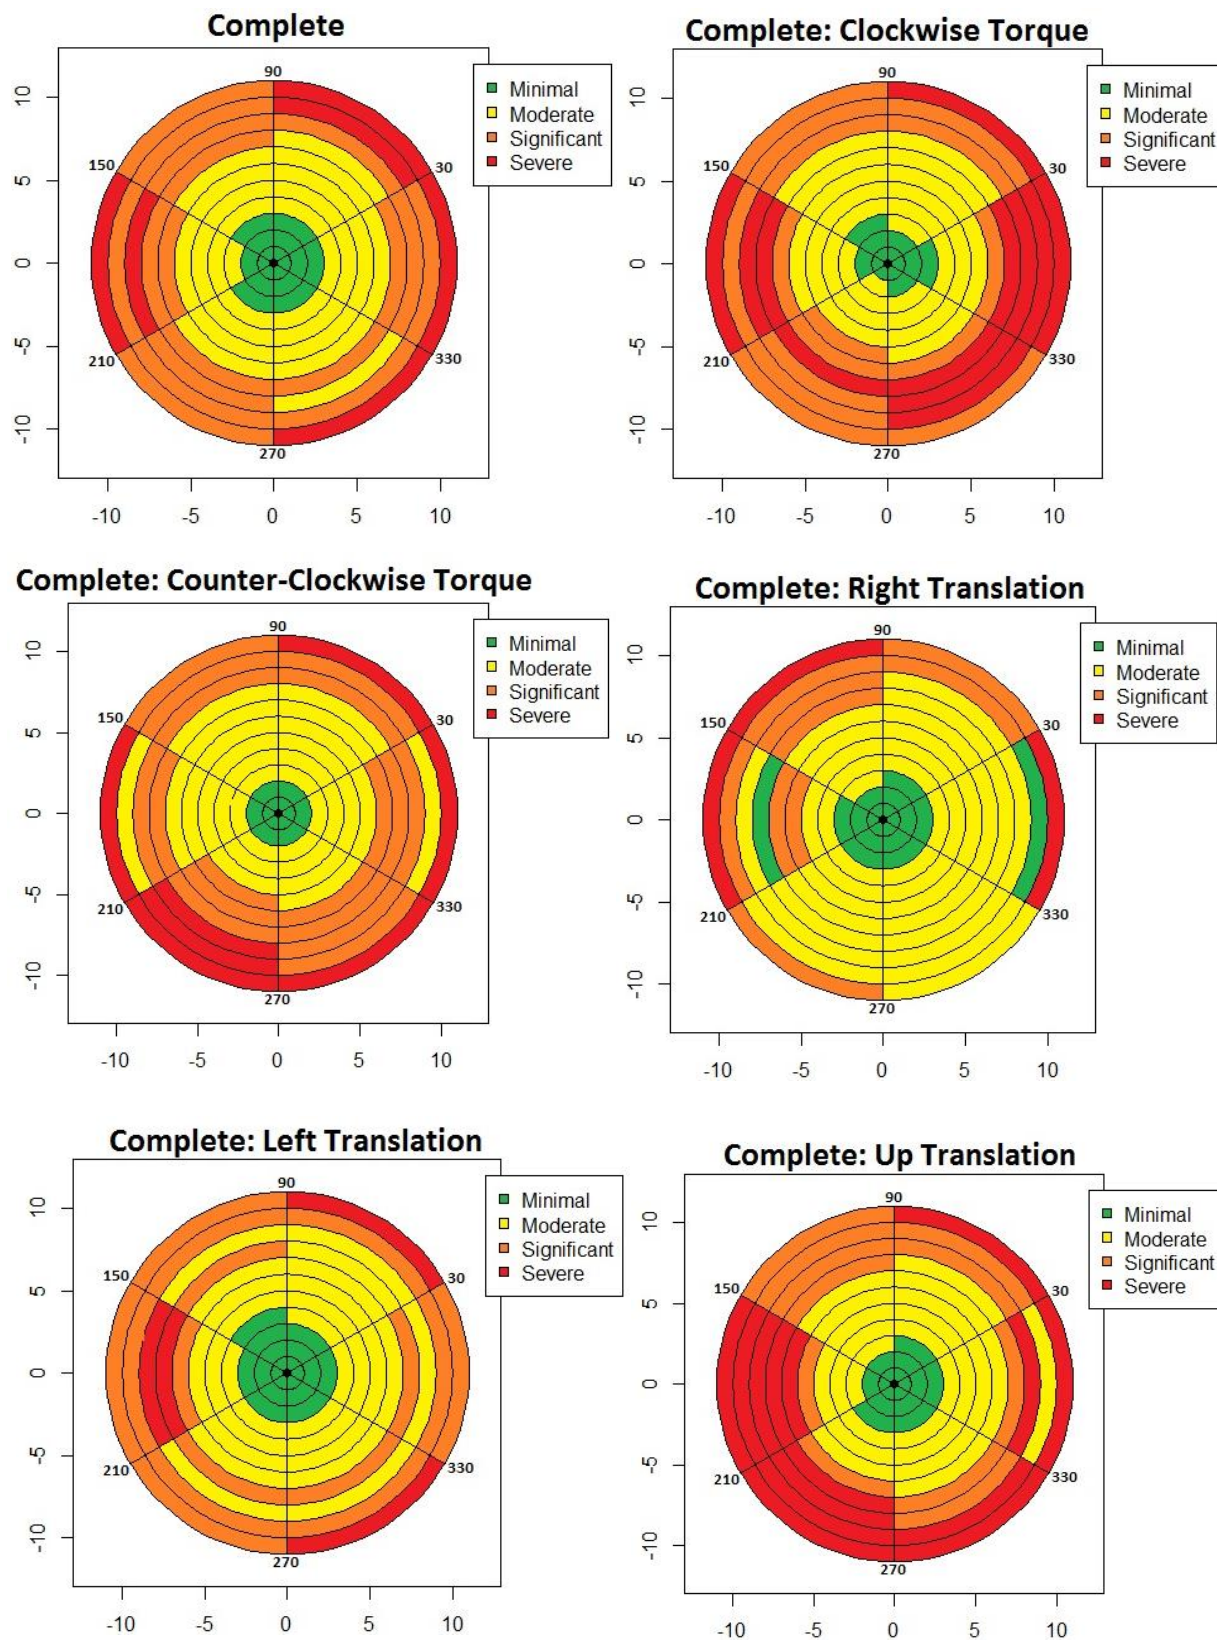 Complete
90
Minimal
Moderate
Significant
Severe
150
30
210
330
270
10
5
0
-5
-10
-10 -5 0 5 10
Complete: Clockwise Torque
90
Minimal
Moderate
Significant
Severe
150
30
210
330
270
10
5
0
-5
-10
-10 -5 0 5 10
Complete: Counter-Clockwise Torque
90
Minimal
Moderate
Significant
Severe
150
30
210
330
270
10
5
0
-5
-10
-10 -5 0 5 10
Complete: Right Translation
90
Minimal
Moderate
Significant
Severe
150
30
210
330
270
10
5
0
-5
-10
-10 -5 0 5 10
Complete: Left Translation
90
Minimal
Moderate
Significant
Severe
150
30
210
330
270
10
5
0
-5
-10
-10 -5 0 5 10
Complete: Up Translation
90
Minimal
Moderate
Significant
Severe
150
30
210
330
270
10
5
0
-5
-10
-10 -5 0 5 10